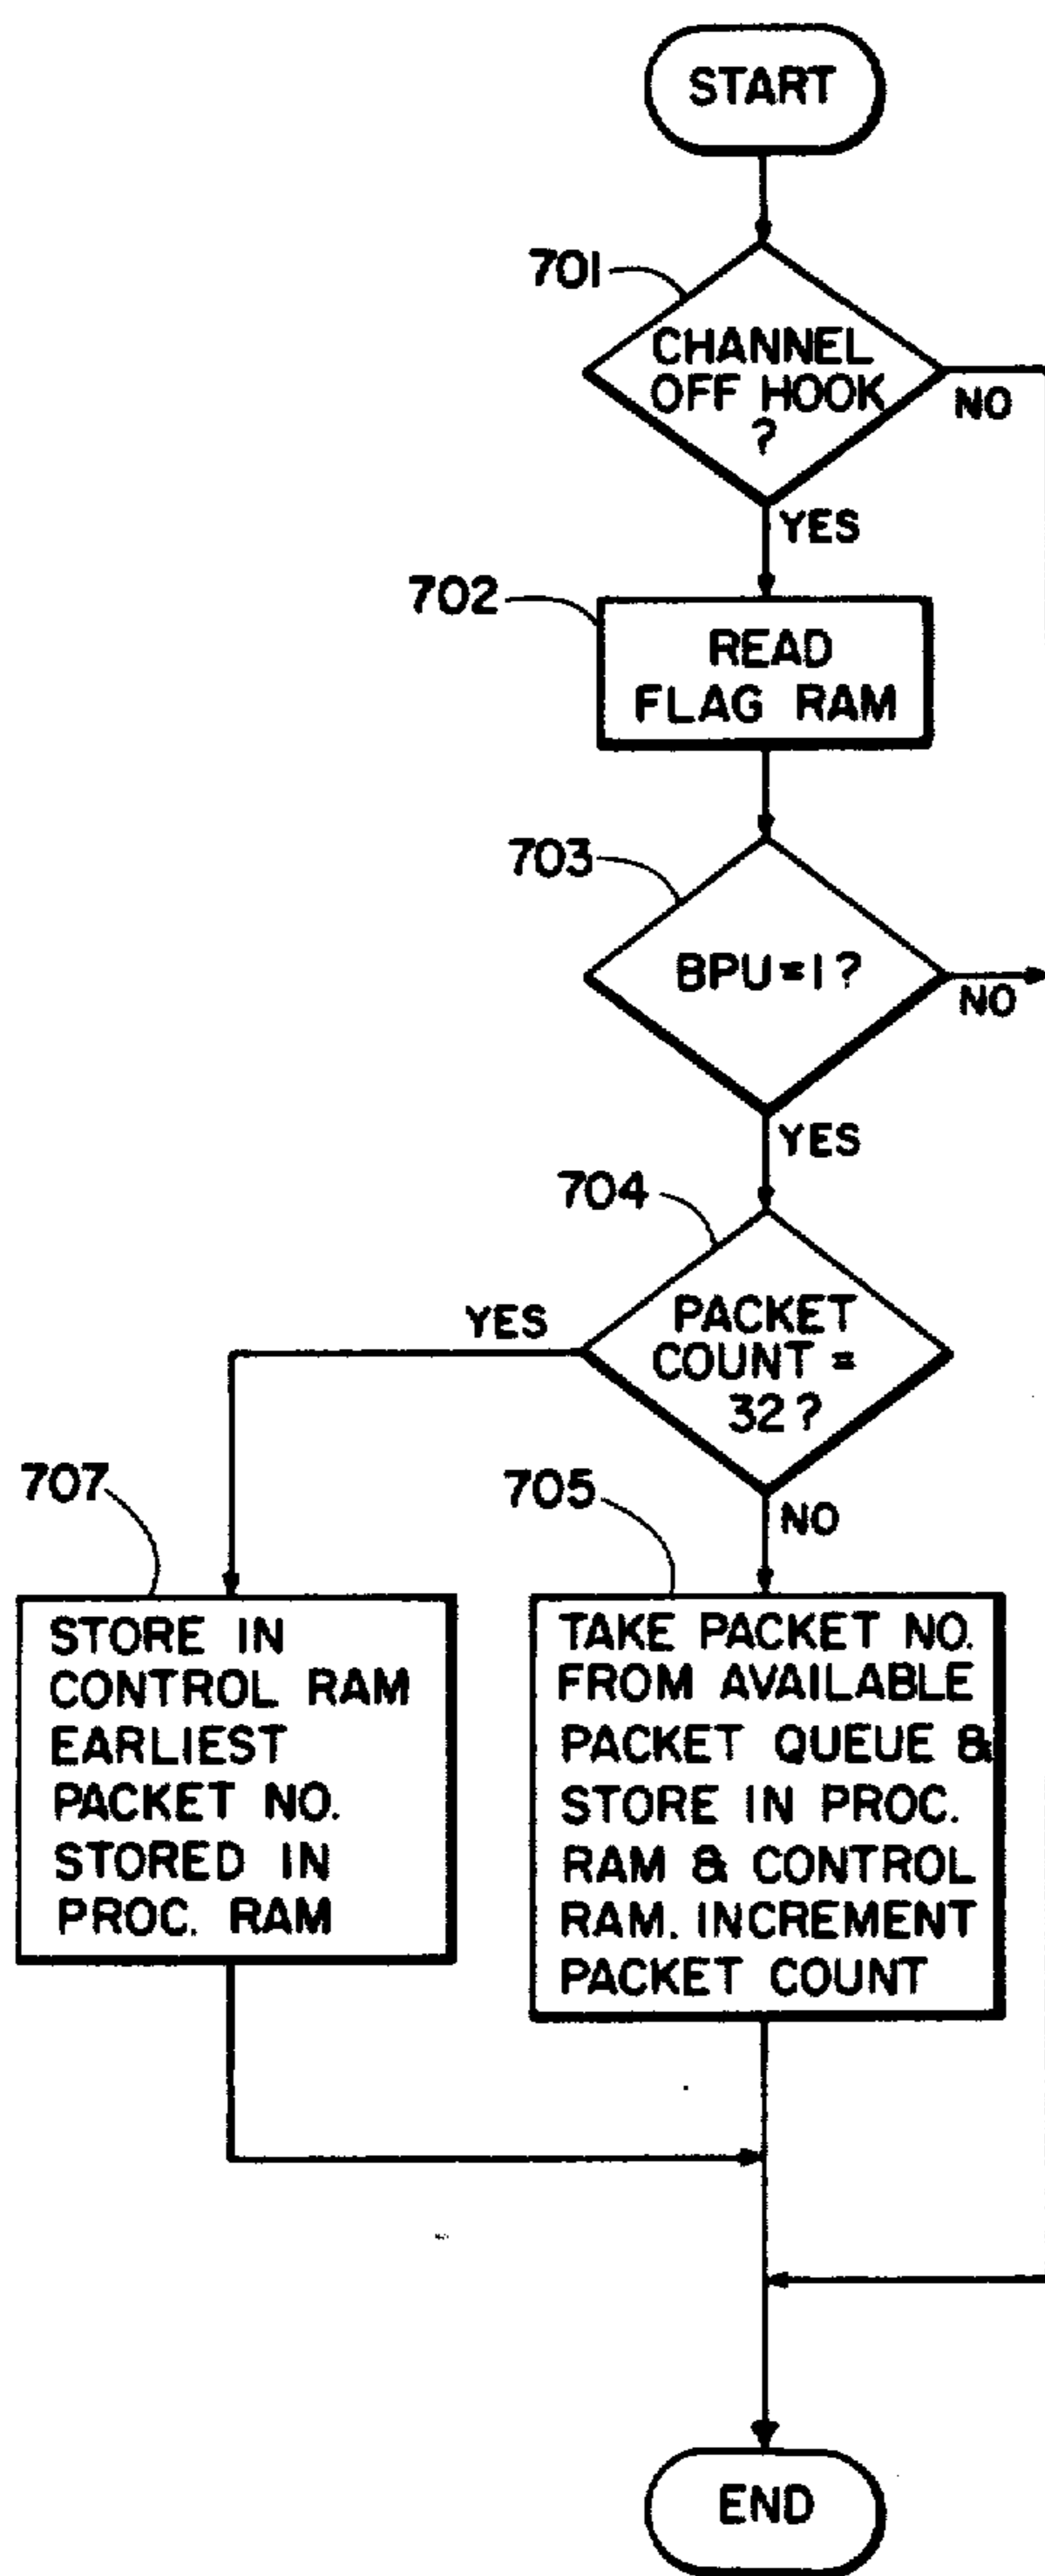 START
701
CHANNEL
OFF HOOK
?
NO
YES
702
READ
FLAG RAM
703
BPU=1?
NO
YES
704
PACKET
COUNT =
32?
YES
NO
707
STORE IN
CONTROL RAM
EARLIEST
PACKET NO.
STORED IN
PROC. RAM
705
TAKE PACKET NO.
FROM AVAILABLE
PACKET QUEUE &
STORE IN PROC.
RAM & CONTROL
RAM. INCREMENT
PACKET COUNT
END